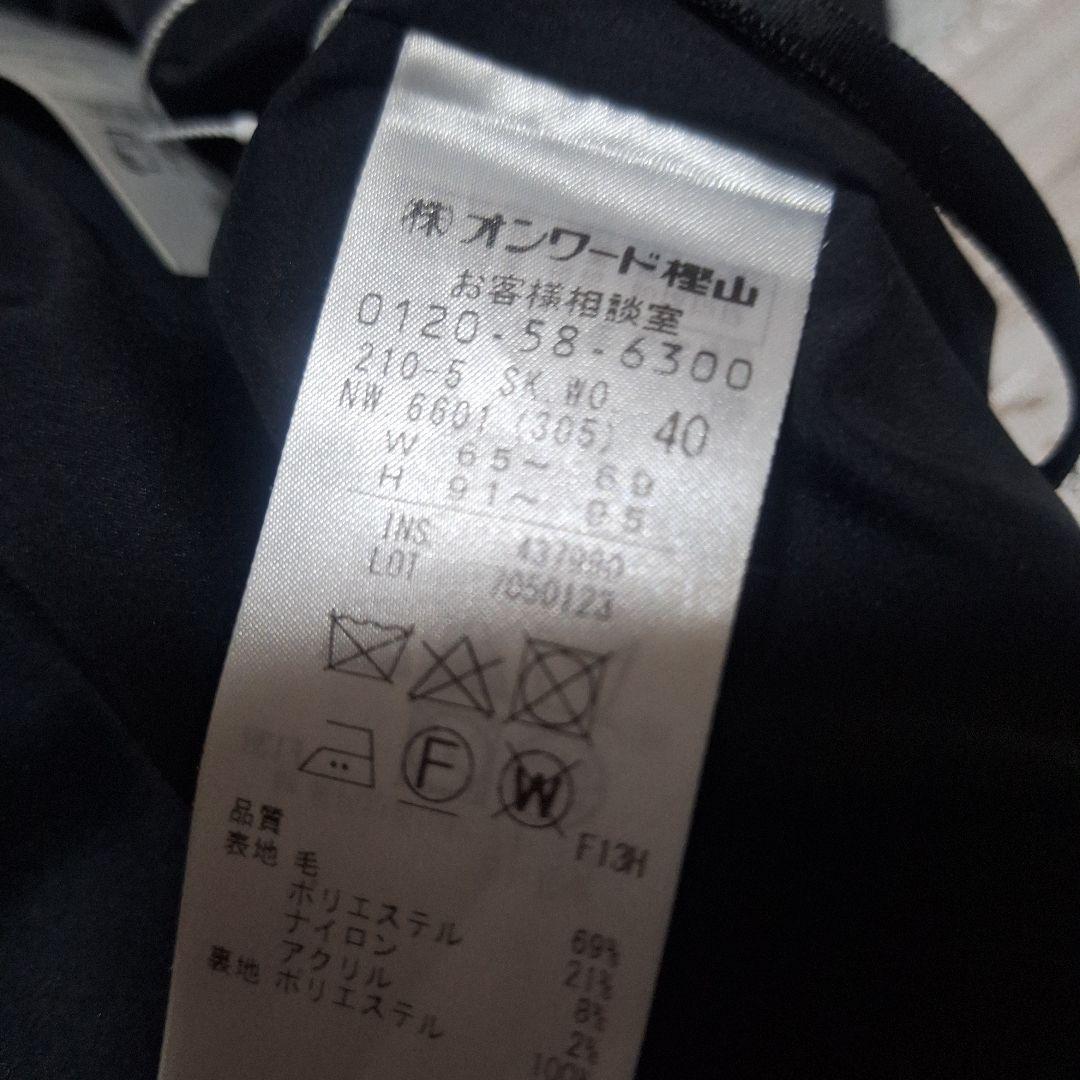 (株)オンワード樫山
お客様相談室
0120-58-6300
210-5 SK.WO.
NW 6601 (305) 40
W 65～ 69
H 91～ 95
INS. 437990
LOT 7050123
F
W
F13H
品質
表地 毛 69%
ポリエステル 21%
ナイロン 8%
アクリル 2%
裏地 ポリエステル 100%